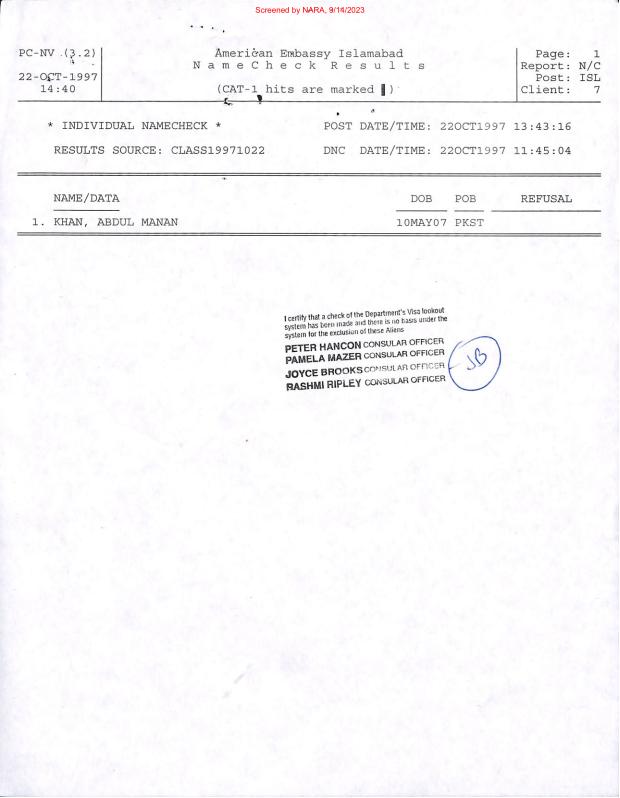 Screened by NARA, 9/14/2023
PC-NV (3.2) American Embassy Islamabad Page: 1
N a m e C h e c k R e s u l t s Report: N/C
22-OCT-1997 Post: ISL
14:40 (CAT-1 hits are marked ▌) Client: 7
* INDIVIDUAL NAMECHECK * POST DATE/TIME: 22OCT1997 13:43:16
RESULTS SOURCE: CLASS19971022 DNC DATE/TIME: 22OCT1997 11:45:04
NAME/DATA DOB POB REFUSAL
1. KHAN, ABDUL MANAN 10MAY07 PKST
I certify that a check of the Department's Visa lookout
system has been made and there is no basis under the
system for the exclusion of these Aliens
PETER HANCON CONSULAR OFFICER
PAMELA MAZER CONSULAR OFFICER
JOYCE BROOKS CONSULAR OFFICER
RASHMI RIPLEY CONSULAR OFFICER
JB